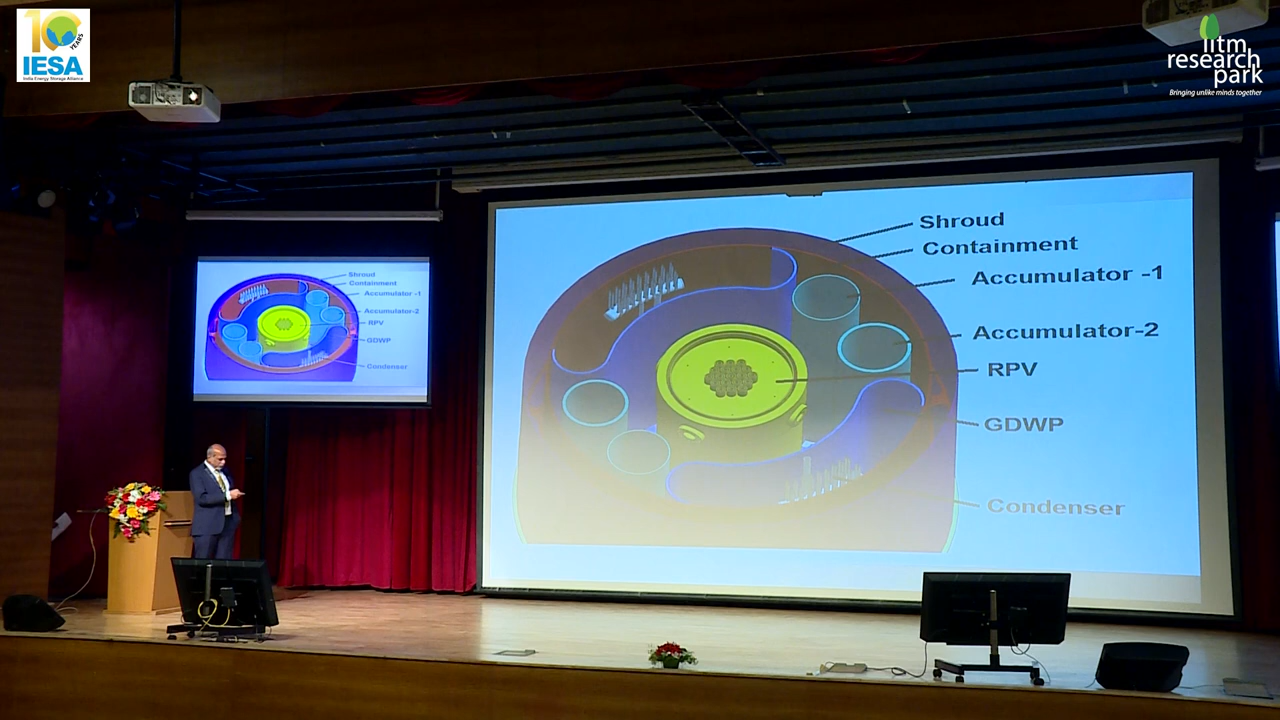 10
YEARS
IESA
India Energy Storage Alliance
iitm
research
park
Bringing unlike minds together
Shroud
Containment
Accumulator -1
Accumulator-2
RPV
GDWP
Condenser
Shroud
Containment
Accumulator -1
Accumulator-2
RPV
GDWP
Condenser